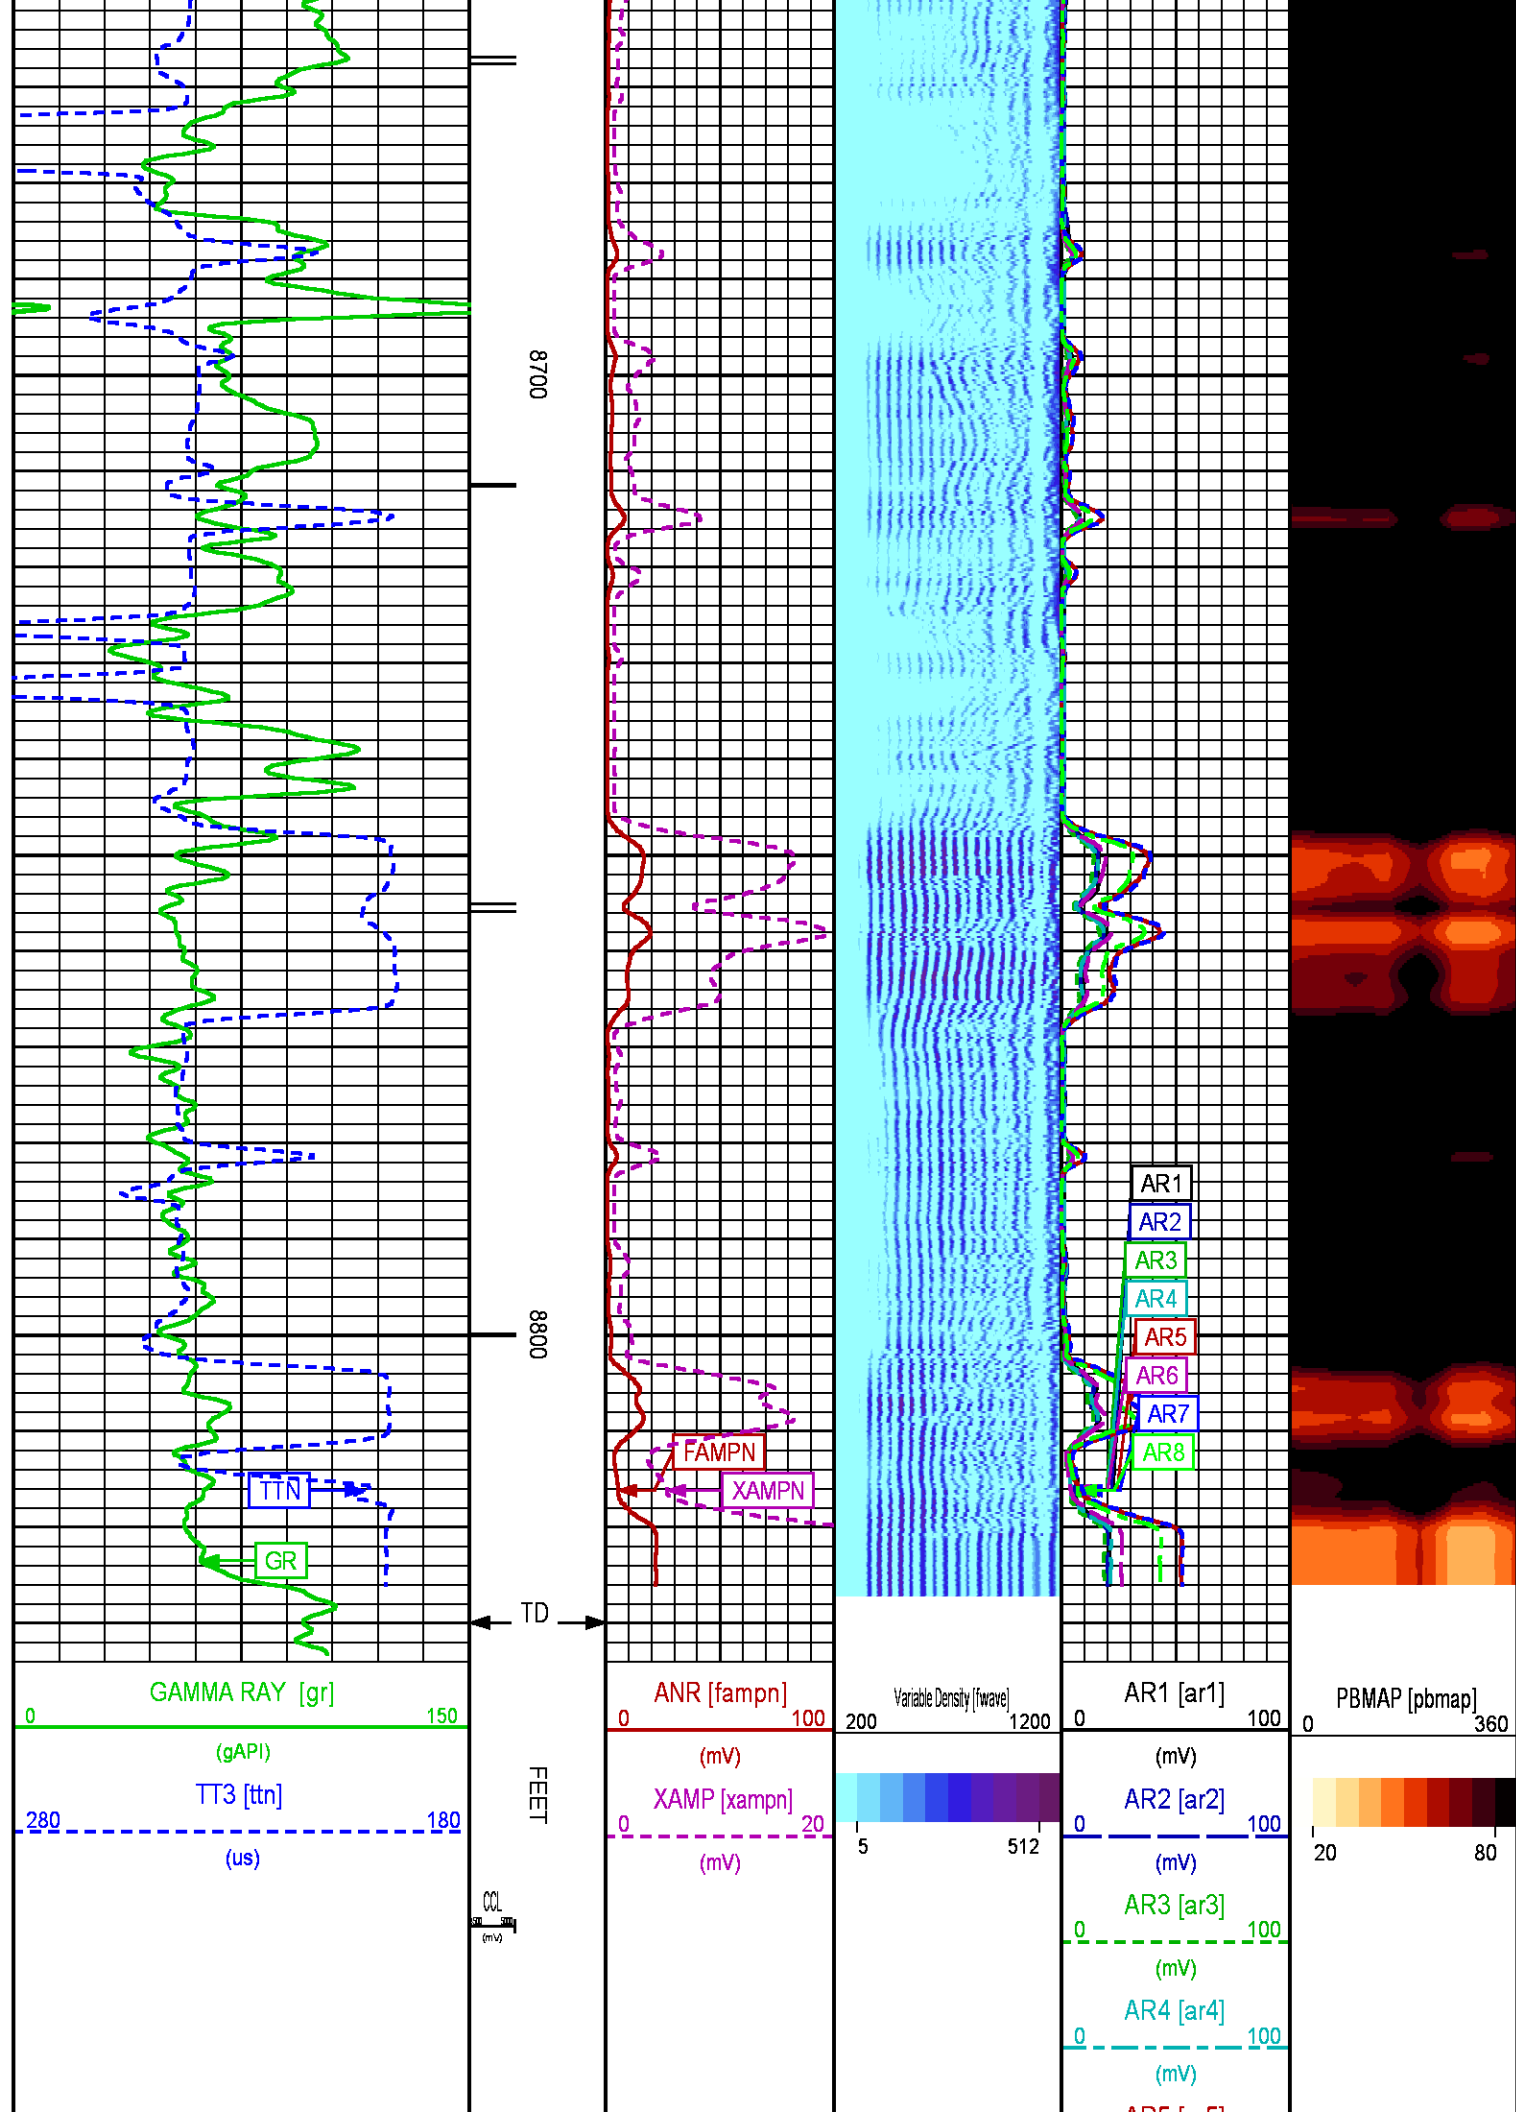 8700
AR1
AR2
AR3
AR4
8800
AR5
AR6
AR7
FAMPN
AR8
TTN
XAMPN
GR
TD
GAMMA RAY [gr]
0 150
(gAPI)
TT3 [ttn]
280 180
(us)
FEET
CCL
(mV)
ANR [fampn]
0 100
(mV)
XAMP [xampn]
0 20
(mV)
Variable Density [fwave]
200 1200
5 512
AR1 [ar1]
0 100
(mV)
AR2 [ar2]
0 100
(mV)
AR3 [ar3]
0 100
(mV)
AR4 [ar4]
0 100
(mV)
PBMAP [pbmap]
0 360
20 80